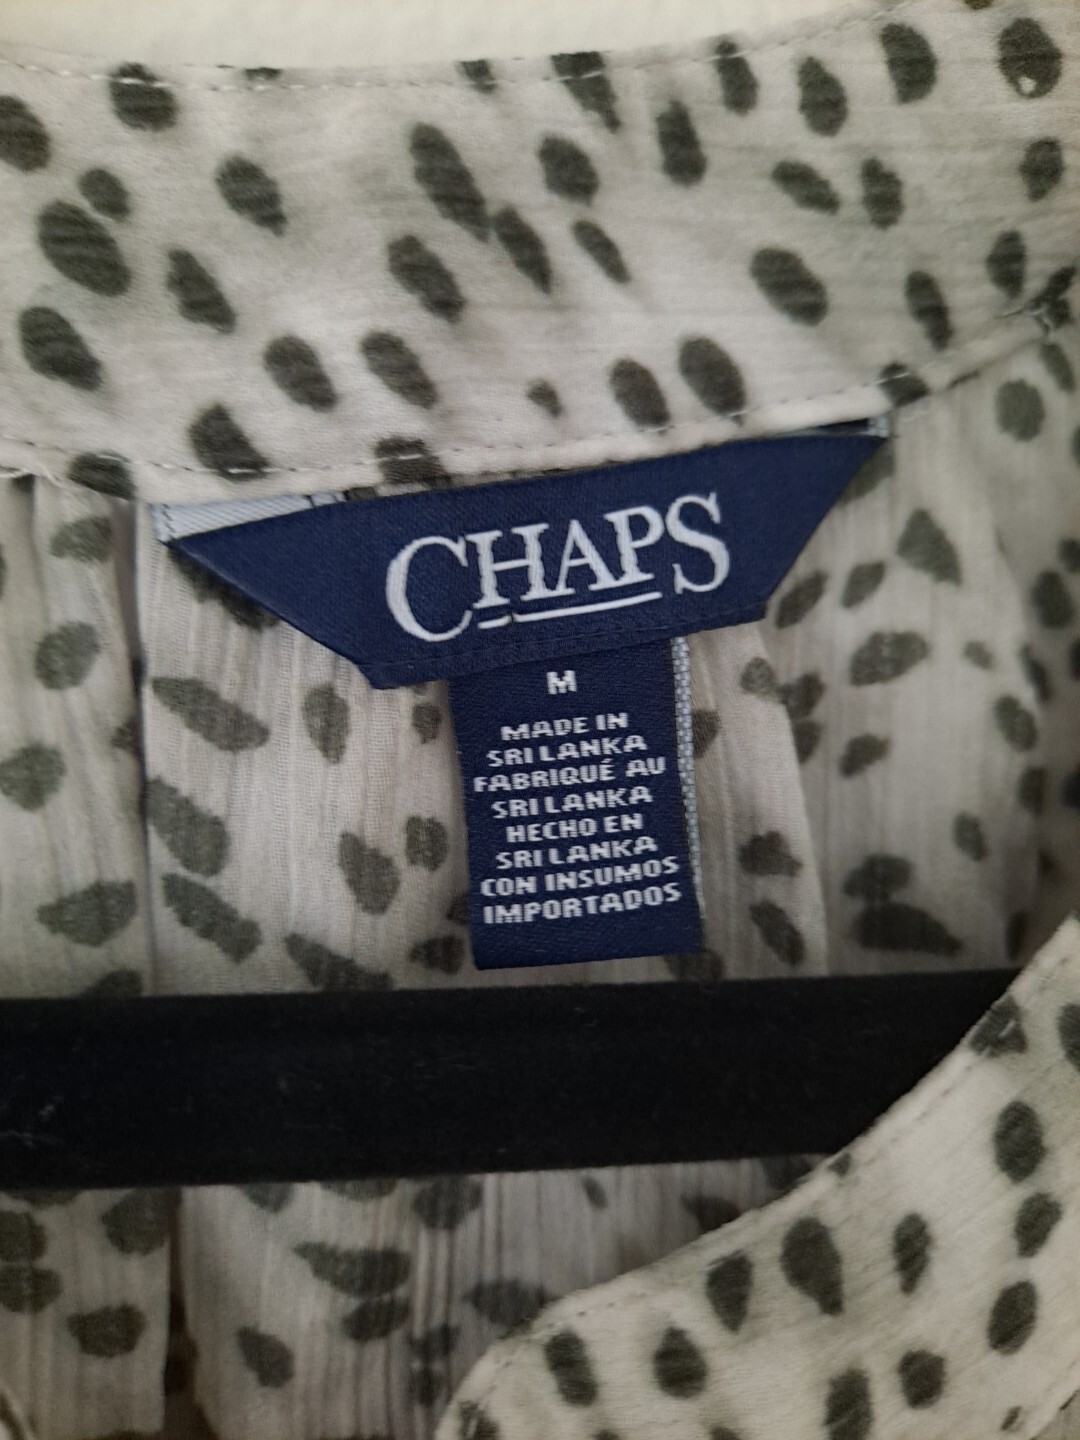 CHAPS
M
MADE IN
SRI LANKA
FABRIQUÉ AU
SRI LANKA
HECHO EN
SRI LANKA
CON INSUMOS
IMPORTADOS